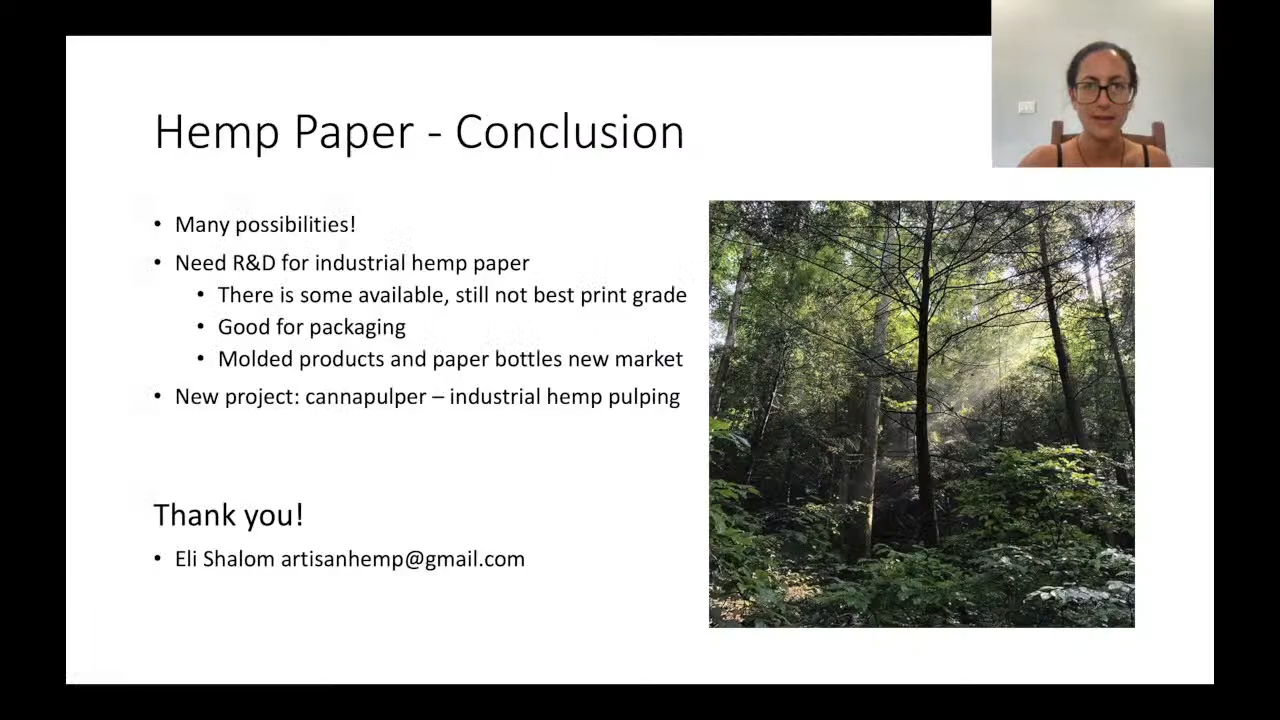 Hemp Paper - Conclusion
• Many possibilities!
• Need R&D for industrial hemp paper
• There is some available, still not best print grade
• Good for packaging
• Molded products and paper bottles new market
• New project: cannapulper – industrial hemp pulping
Thank you!
• Eli Shalom artisanhemp@gmail.com